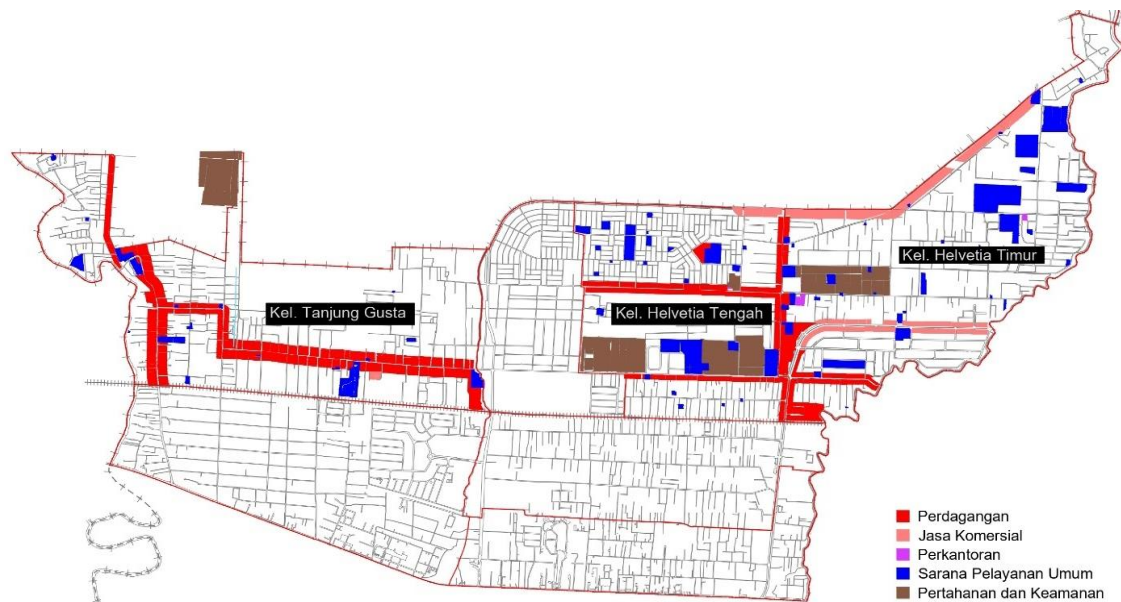 Kel. Helvetia Timur
Kel. Tanjung Gusta
Kel. Helvetia Tengah
Perdagangan
Jasa Komersial
Perkantoran
Sarana Pelayanan Umum
Pertahanan dan Keamanan